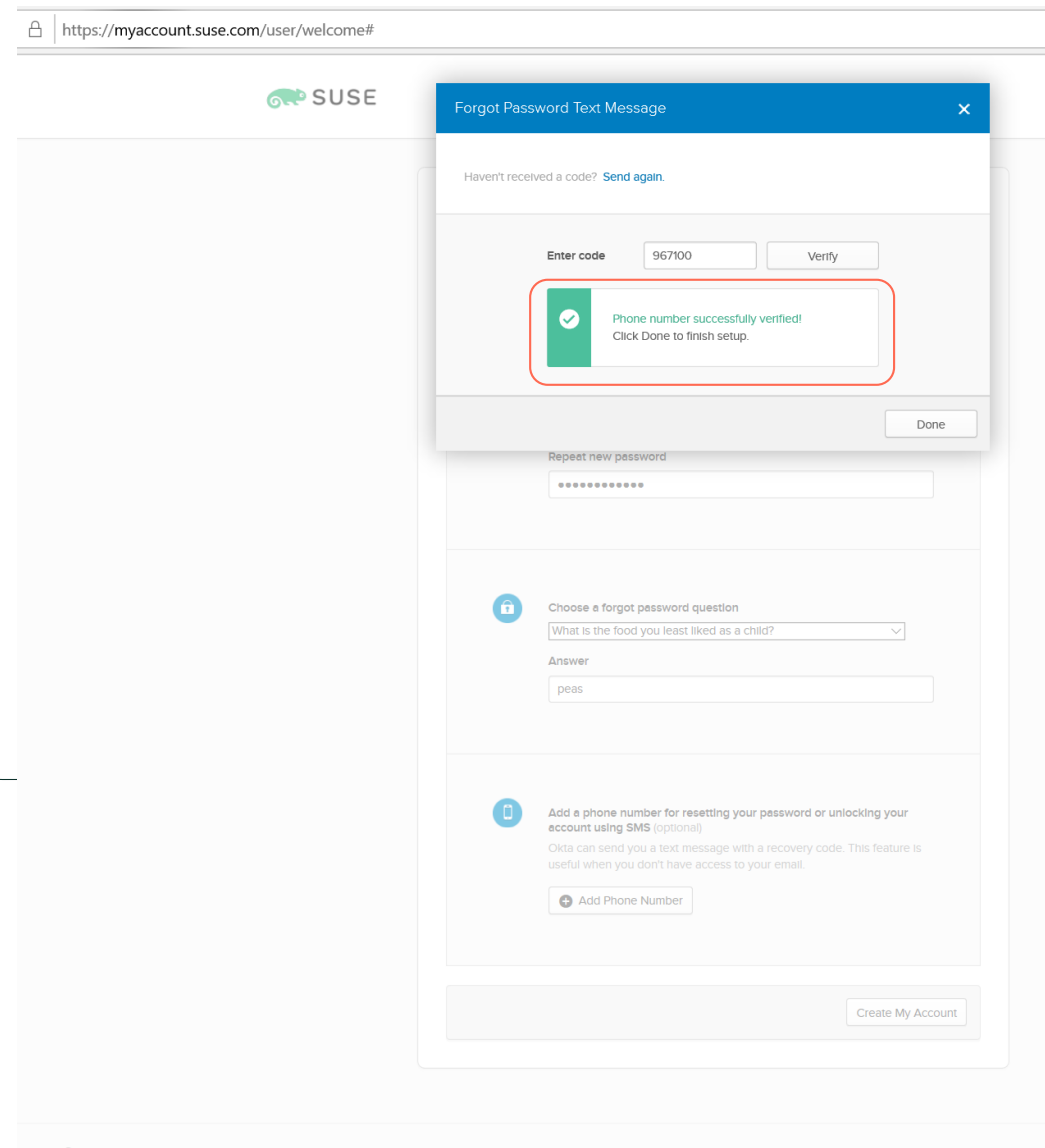 https://myaccount.suse.com/user/welcome#
SUSE
Forgot Password Text Message
Haven't received a code? Send again.
Enter code 967100 Verify
Phone number successfully verified!
Click Done to finish setup.
Done
Repeat new password
••••••••••••
Choose a forgot password question
What is the food you least liked as a child?
Answer
peas
Add a phone number for resetting your password or unlocking your
account using SMS (optional)
Okta can send you a text message with a recovery code. This feature is
useful when you don't have access to your email.
Add Phone Number
Create My Account